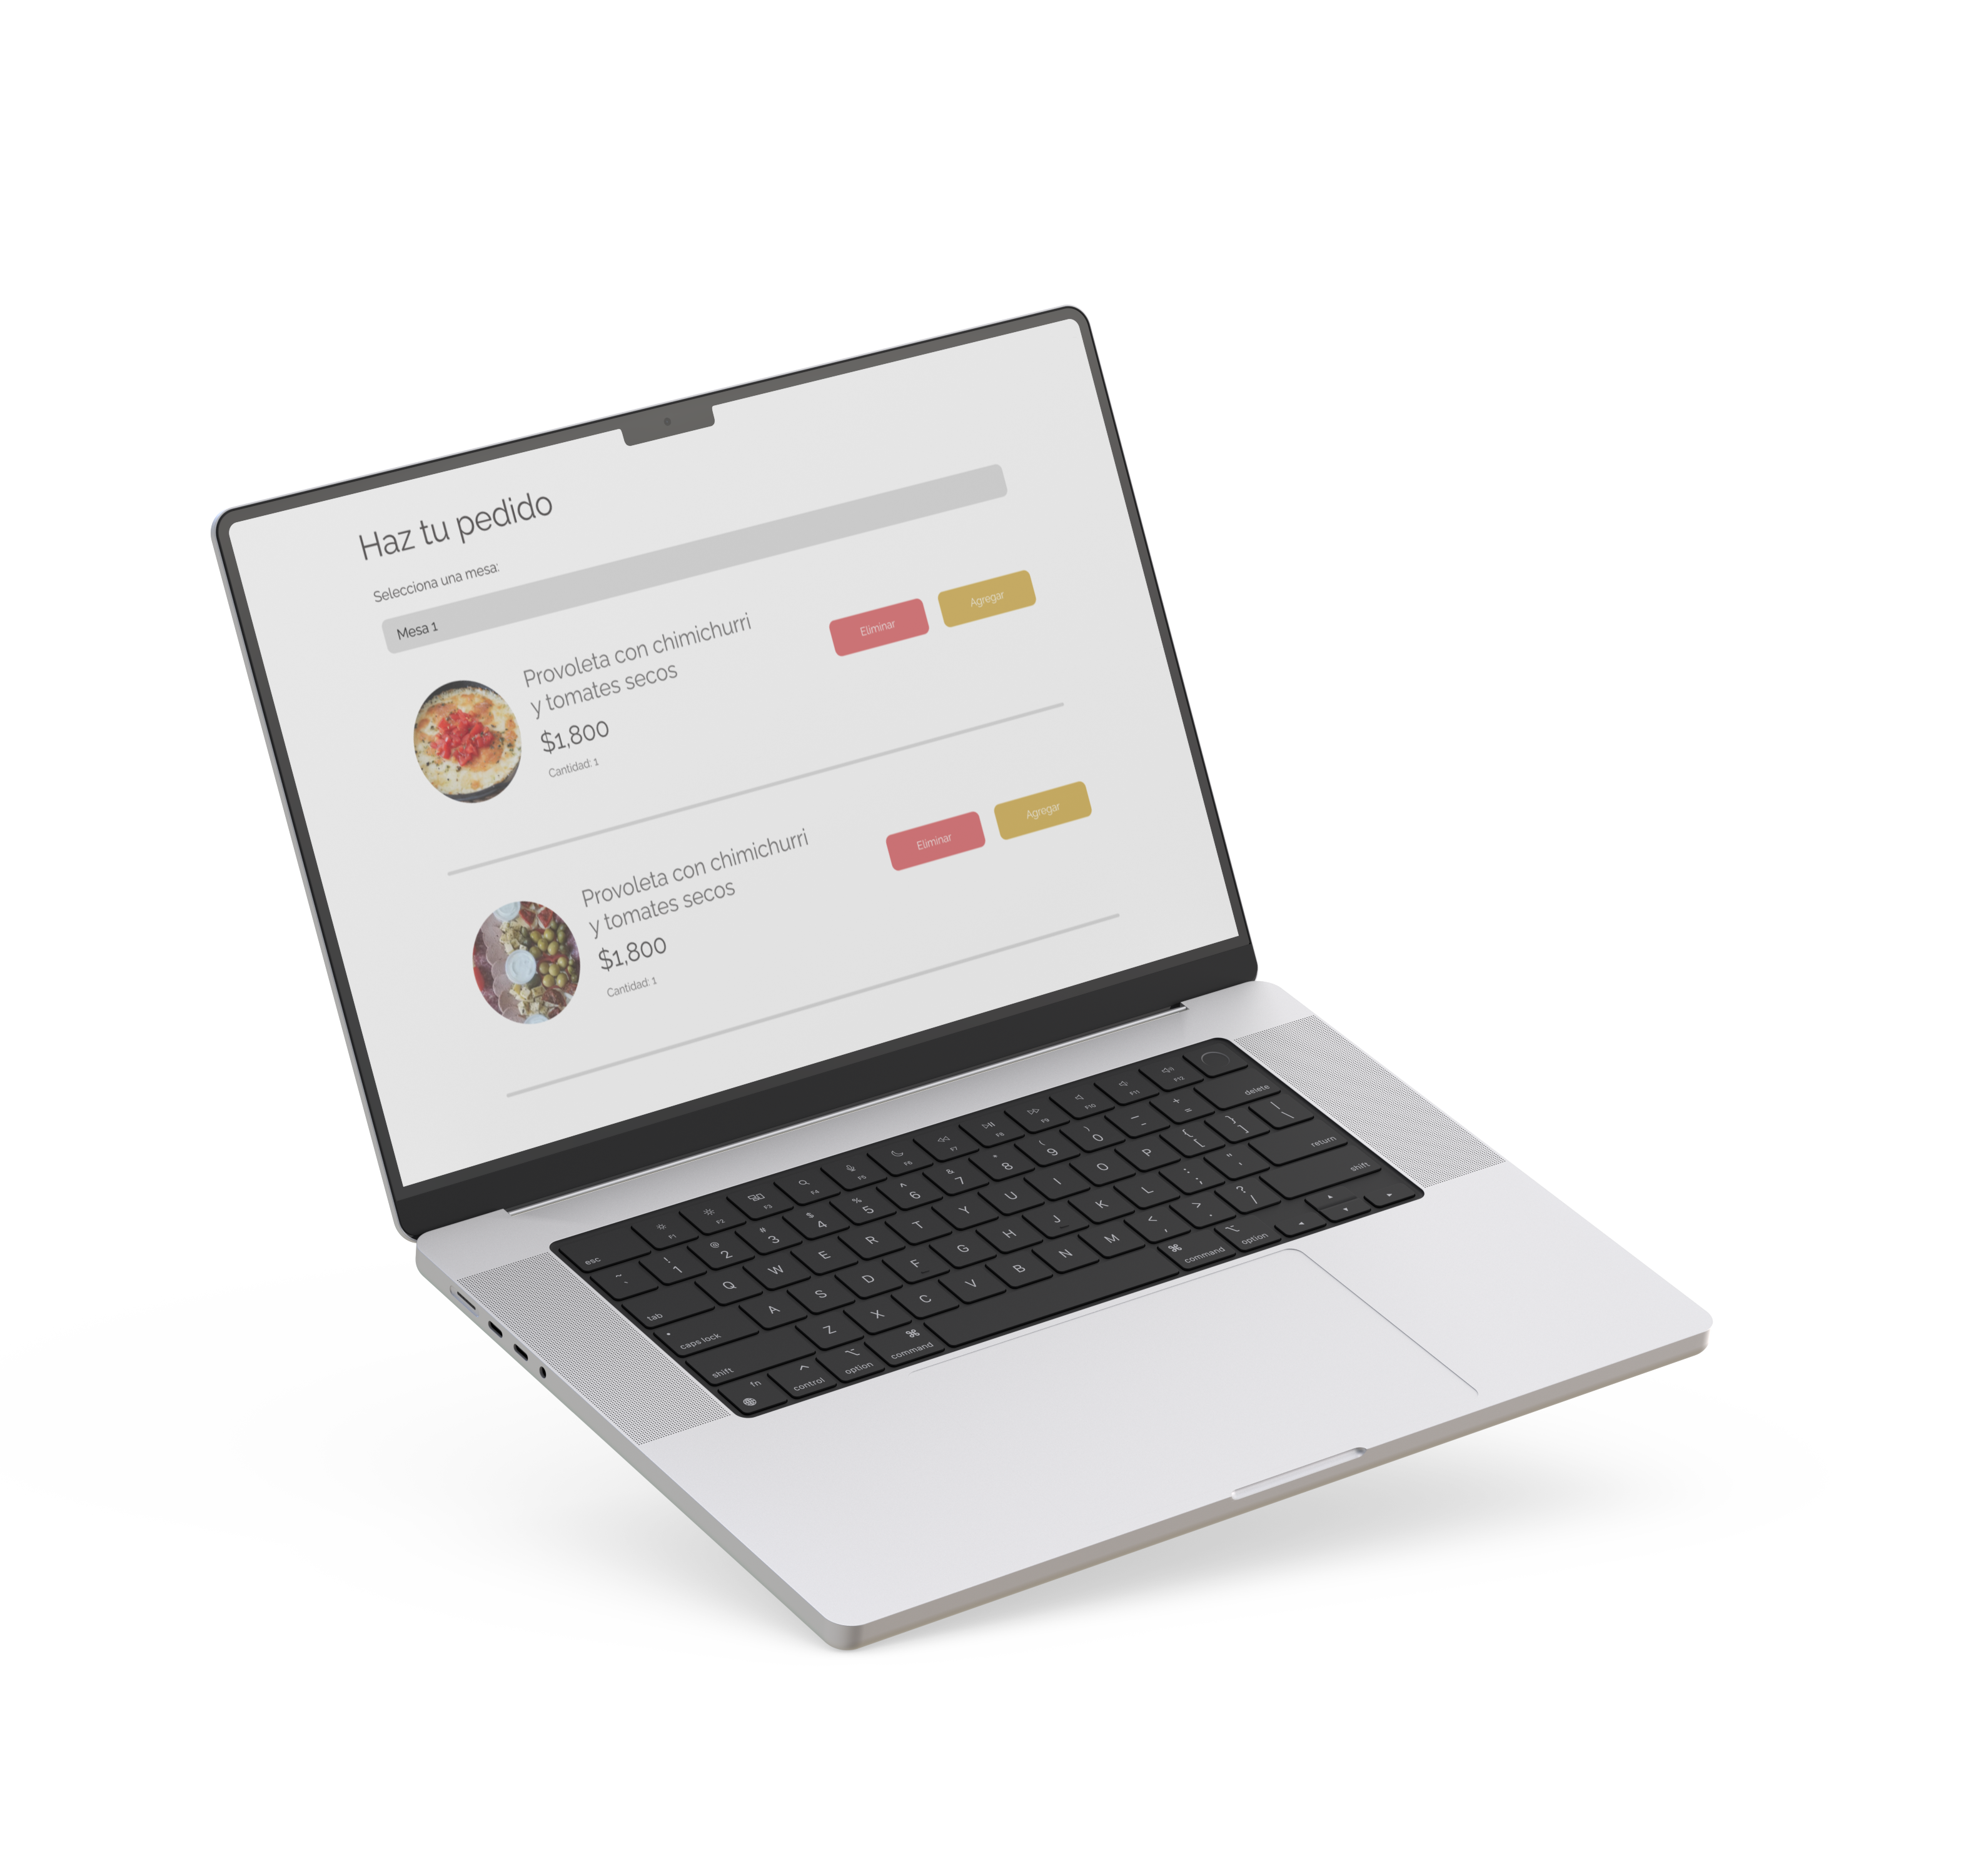 Haz tu pedido
Selecciona una mesa:
Mesa 1
Provoleta con chimichurri
y tomates secos
$1,800
Cantidad: 1
Eliminar
Agregar
Provoleta con chimichurri
y tomates secos
$1,800
Cantidad: 1
Eliminar
Agregar
esc F1 F2 F3 F4 F5 F6 F7 F8 F9 F10 F11 F12
~ ! @ # $ % ^ & * ( ) _ +
` 1 2 3 4 5 6 7 8 9 0 - = delete
tab Q W E R T Y U I O P { [ } ] | \
caps lock A S D F G H J K L : ; " ' return
shift Z X C V B N M < , > . ? / shift
fn control option command command option